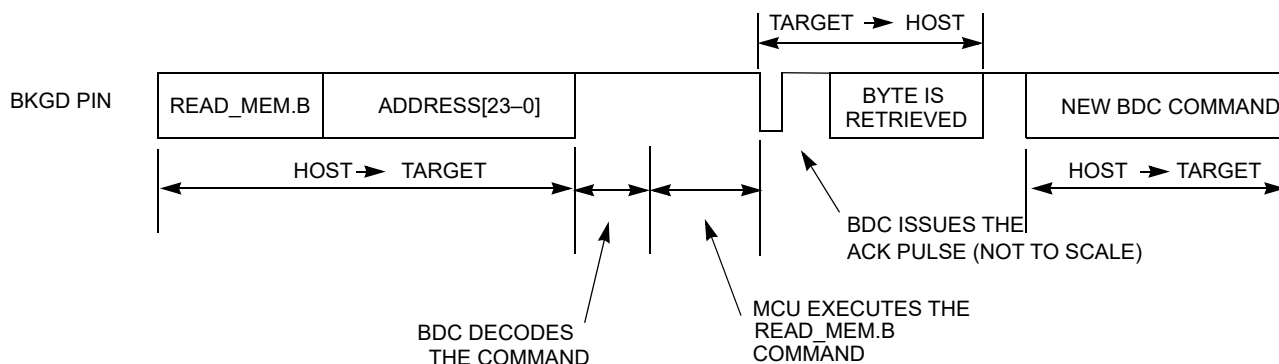 TARGET → HOST
BKGD PIN
READ_MEM.B
ADDRESS[23–0]
BYTE IS
RETRIEVED
NEW BDC COMMAND
HOST → TARGET
HOST → TARGET
BDC ISSUES THE
ACK PULSE (NOT TO SCALE)
BDC DECODES
THE COMMAND
MCU EXECUTES THE
READ_MEM.B
COMMAND